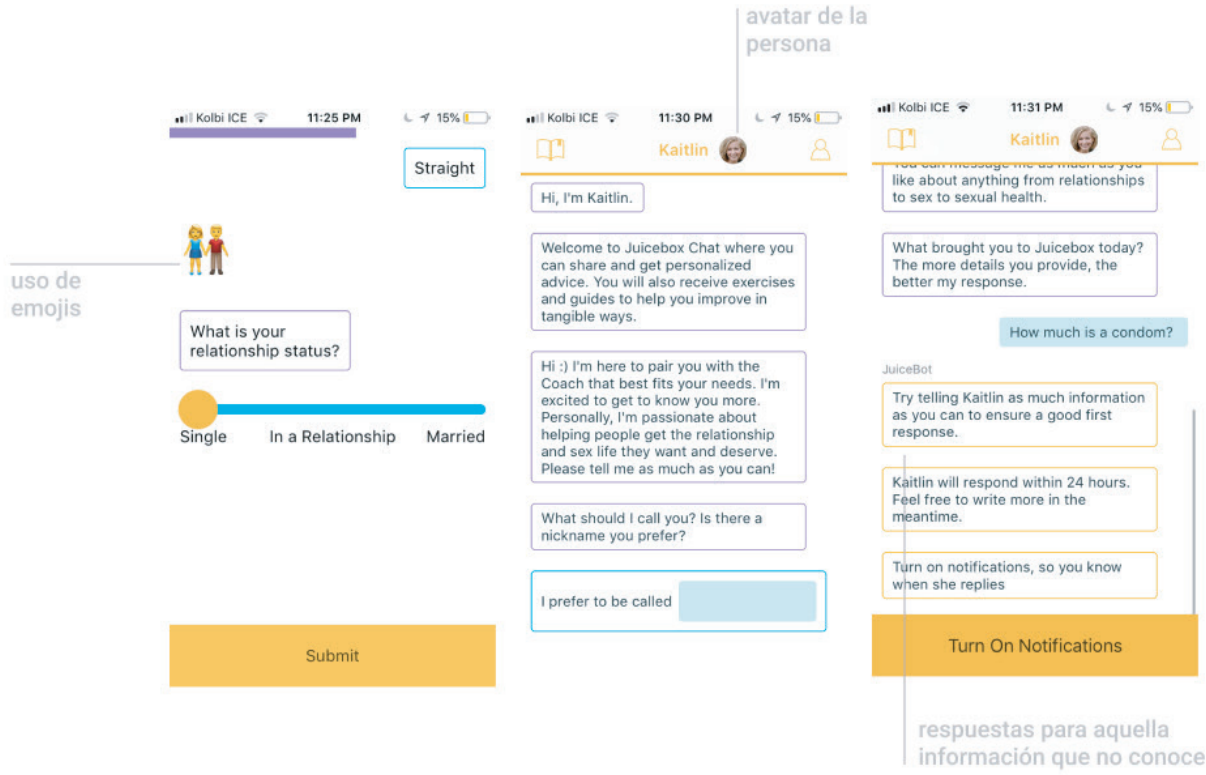 avatar de la
persona
uso de
emojis
Kolbi ICE 11:25 PM 15%
Straight
What is your
relationship status?
Single In a Relationship Married
Submit
Kolbi ICE 11:30 PM 15%
Kaitlin
Hi, I'm Kaitlin.
Welcome to Juicebox Chat where you
can share and get personalized
advice. You will also receive exercises
and guides to help you improve in
tangible ways.
Hi :) I'm here to pair you with the
Coach that best fits your needs. I'm
excited to get to know you more.
Personally, I'm passionate about
helping people get the relationship
and sex life they want and deserve.
Please tell me as much as you can!
What should I call you? Is there a
nickname you prefer?
I prefer to be called
Kolbi ICE 11:31 PM 15%
Kaitlin
You can message me as much as you
like about anything from relationships
to sex to sexual health.
What brought you to Juicebox today?
The more details you provide, the
better my response.
How much is a condom?
JuiceBot
Try telling Kaitlin as much information
as you can to ensure a good first
response.
Kaitlin will respond within 24 hours.
Feel free to write more in the
meantime.
Turn on notifications, so you know
when she replies
Turn On Notifications
respuestas para aquella
información que no conoce